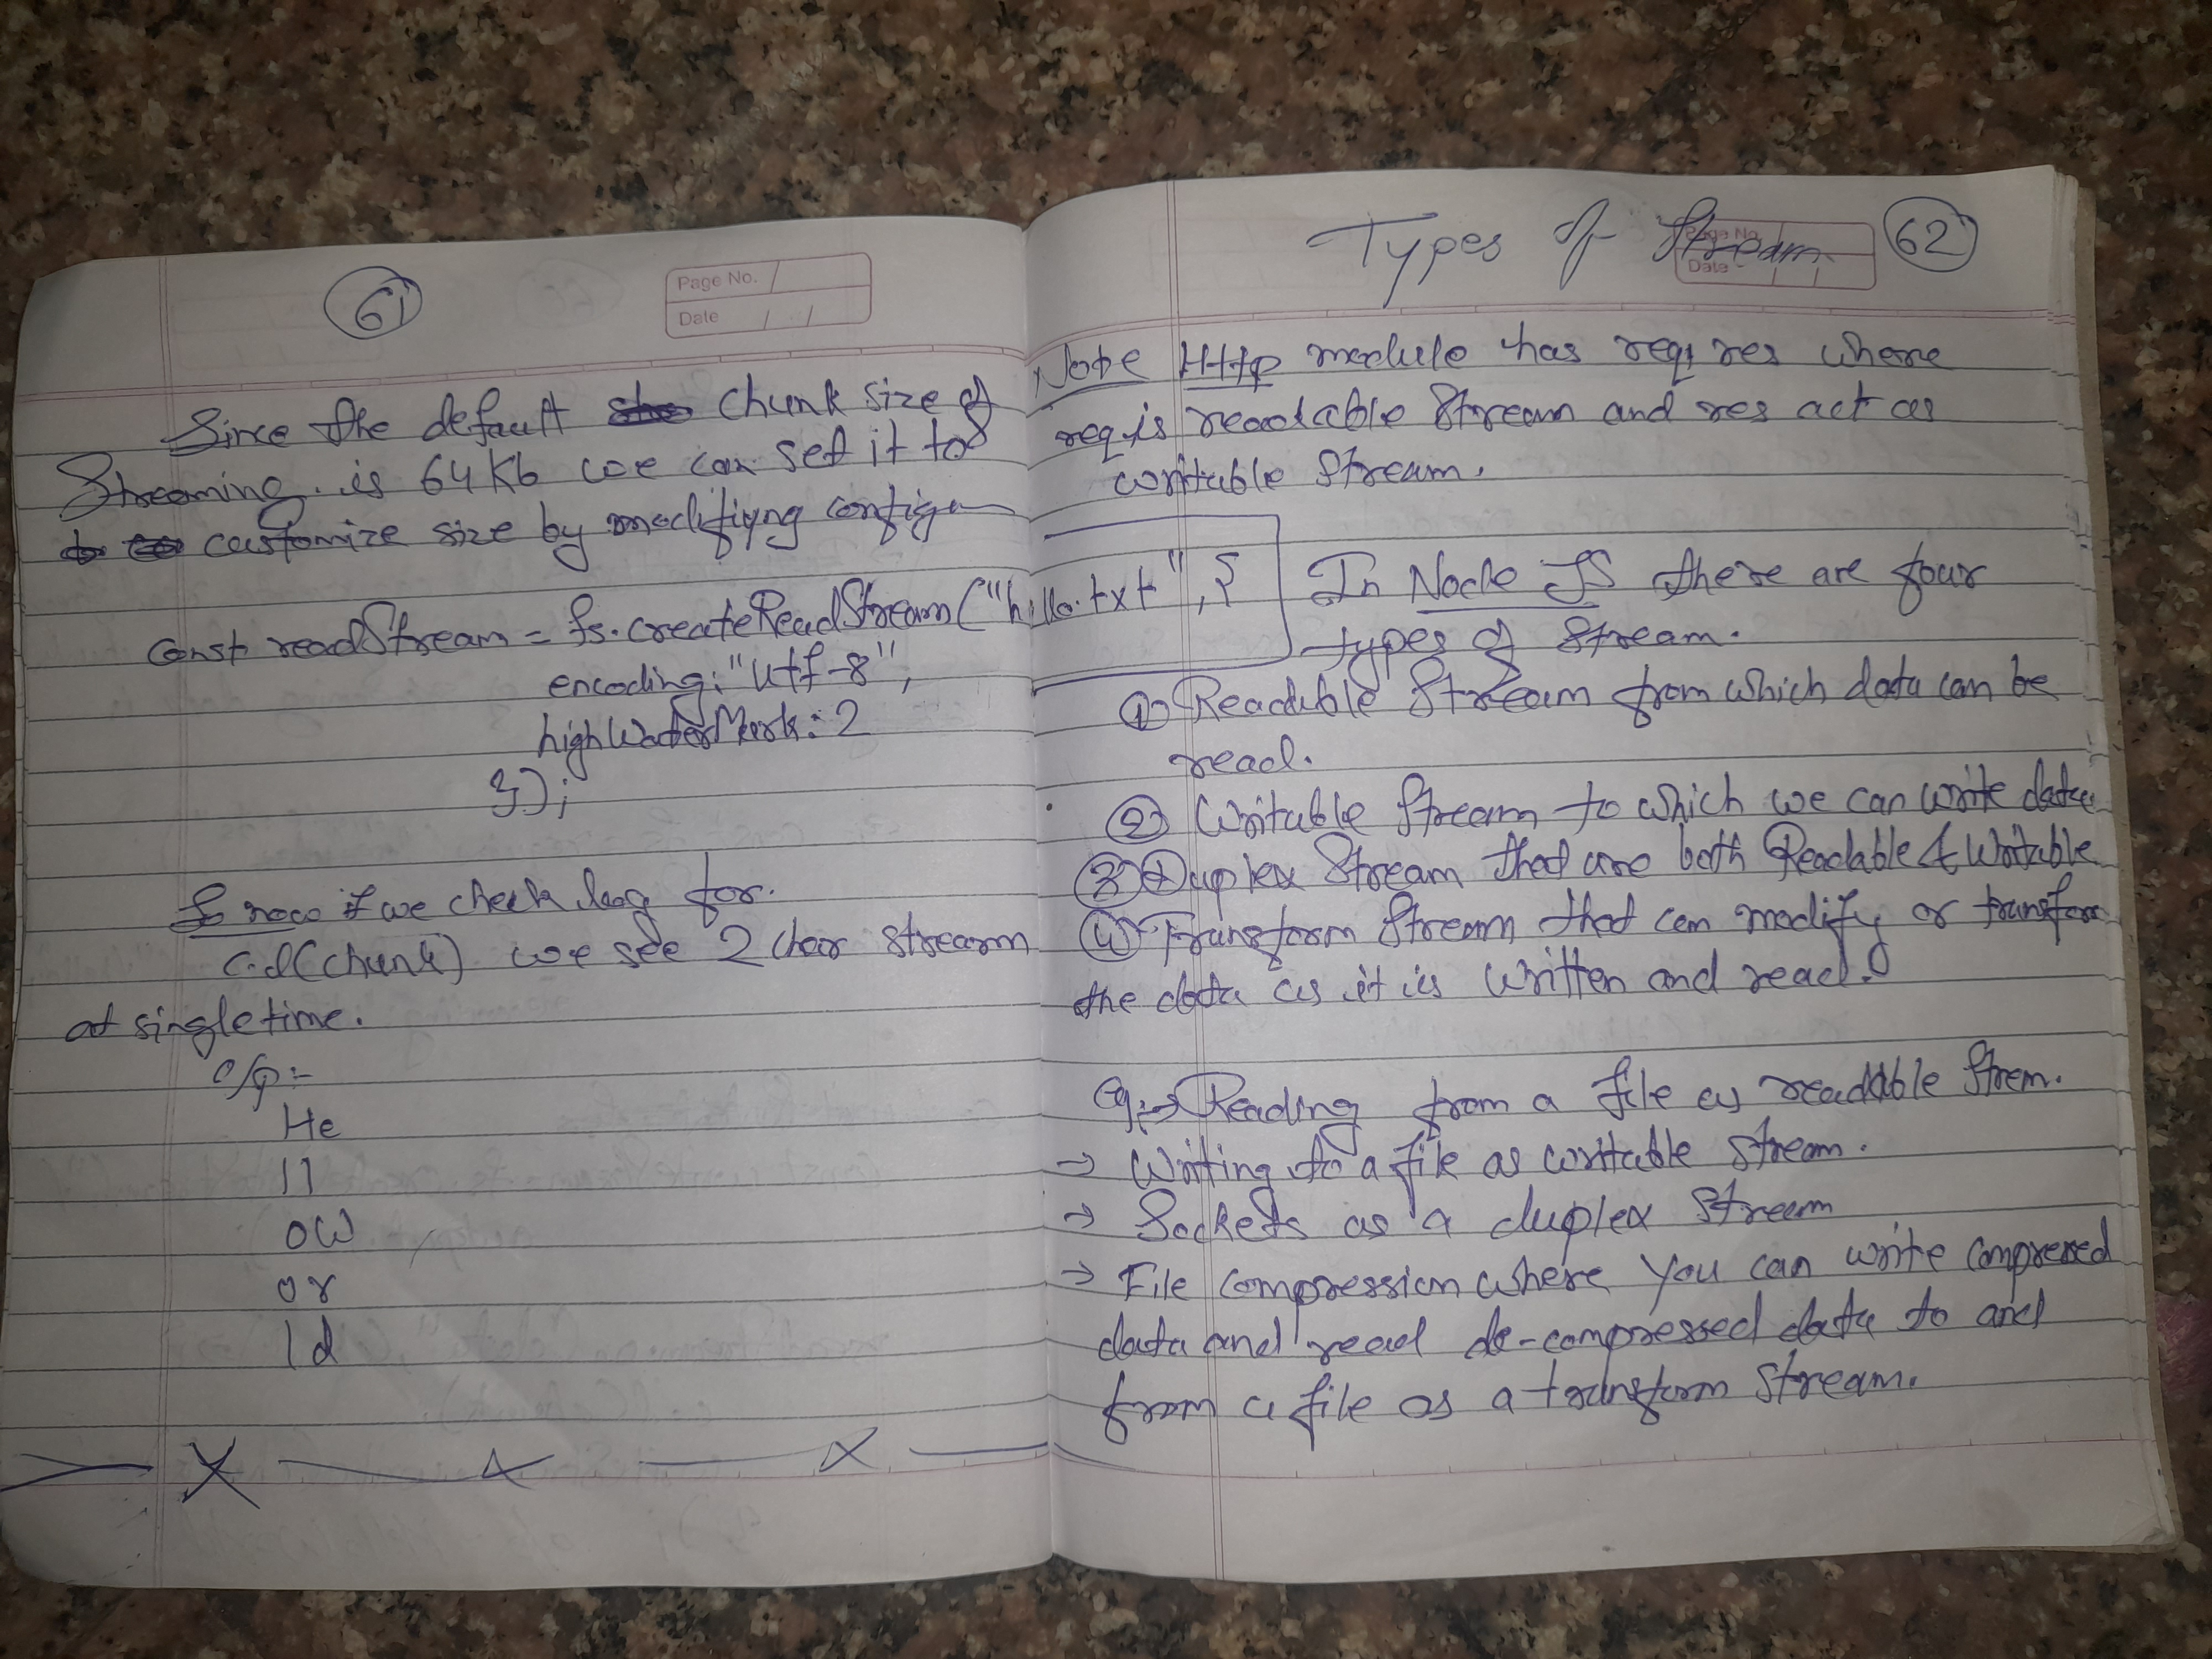 61
Page No.
Date
Since the default chunk size of
Streaming. is 64Kb we can set it to
customize size by modifiyng config
const readStream = fs.createReadStream("hello.txt", {
encoding: "utf-8",
highWaterMark: 2
});
now if we check log for.
c.l(chunk) we see 2 char stream
at single time.
o/p:-
He
ll
ow
or
ld
Types of Stream
62
Page No.
Date
Note Http module has req, res where
req is readable Stream and res act as
writable Stream.
In Node JS there are four
types of Stream.
① Readable Stream from which data can be
read.
② Writable Stream to which we can write data
③ Duplex Stream that are both Readable & Writable
④ Transform Stream that can modify or transform
the data as it is written and read.
eg:→ Reading from a file as readable Strem.
→ Writing to a file as writable stream.
→ Sockets as a duplex Stream
→ File compression where you can write compressed
data and read de-compressed data to and
from a file as a transform Stream.